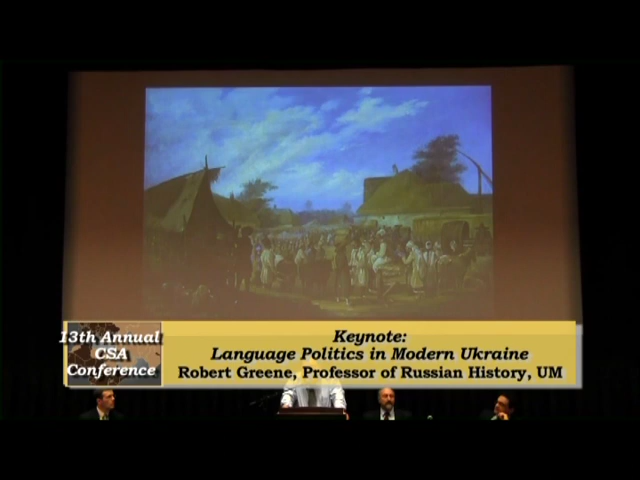 13th Annual
CSA
Conference
Keynote:
Language Politics in Modern Ukraine
Robert Greene, Professor of Russian History, UM